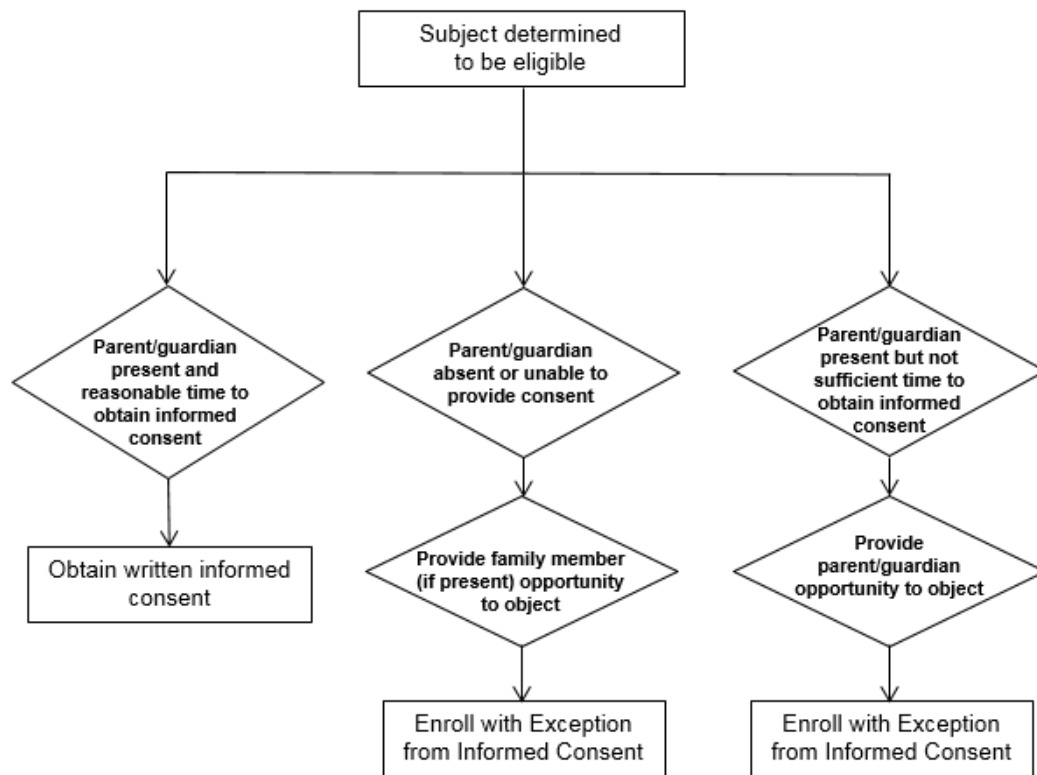 Subject determined
to be eligible
Parent/guardian
present and
reasonable time to
obtain informed
consent
Parent/guardian
absent or unable to
provide consent
Parent/guardian
present but not
sufficient time to
obtain informed
consent
Obtain written informed
consent
Provide family member
(if present) opportunity
to object
Provide
parent/guardian
opportunity to object
Enroll with Exception
from Informed Consent
Enroll with Exception
from Informed Consent